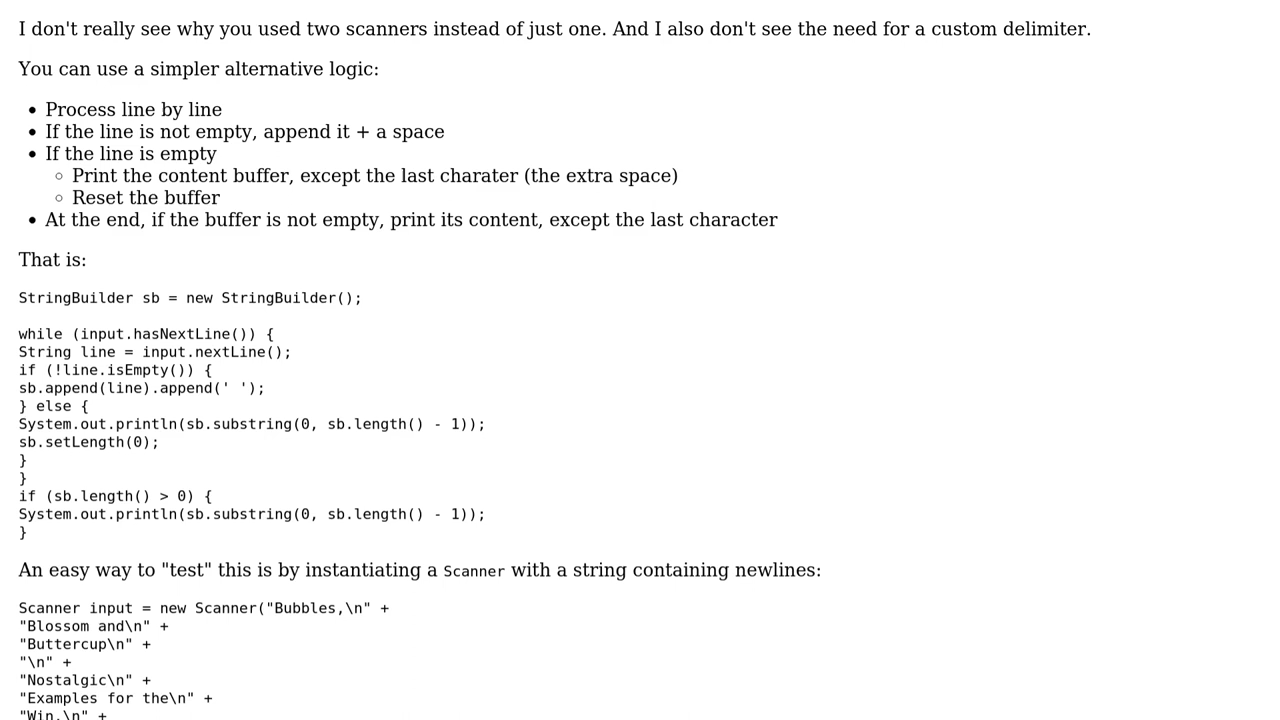 I don't really see why you used two scanners instead of just one. And I also don't see the need for a custom delimiter.
You can use a simpler alternative logic:
• Process line by line
• If the line is not empty, append it + a space
• If the line is empty
◦ Print the content buffer, except the last charater (the extra space)
◦ Reset the buffer
• At the end, if the buffer is not empty, print its content, except the last character
That is:
StringBuilder sb = new StringBuilder();
while (input.hasNextLine()) {
String line = input.nextLine();
if (!line.isEmpty()) {
sb.append(line).append(' ');
} else {
System.out.println(sb.substring(0, sb.length() - 1));
sb.setLength(0);
}
}
if (sb.length() > 0) {
System.out.println(sb.substring(0, sb.length() - 1));
}
An easy way to "test" this is by instantiating a Scanner with a string containing newlines:
Scanner input = new Scanner("Bubbles,\n" +
"Blossom and\n" +
"Buttercup\n" +
"\n" +
"Nostalgic\n" +
"Examples for the\n" +
"Win.\n" +